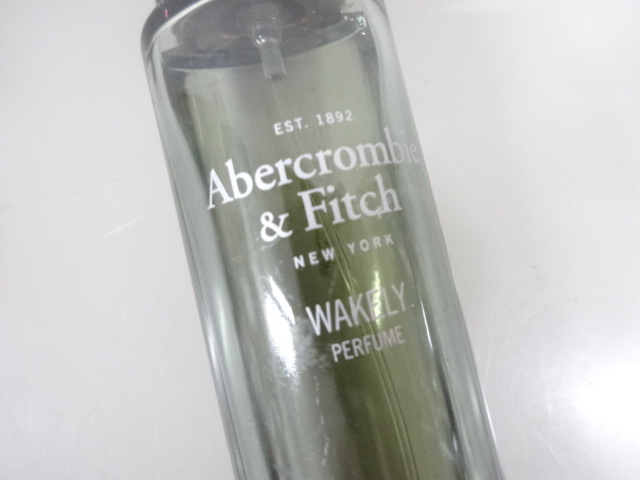 EST. 1892
Abercrombie
& Fitch
NEW YORK
WAKELY.
PERFUME